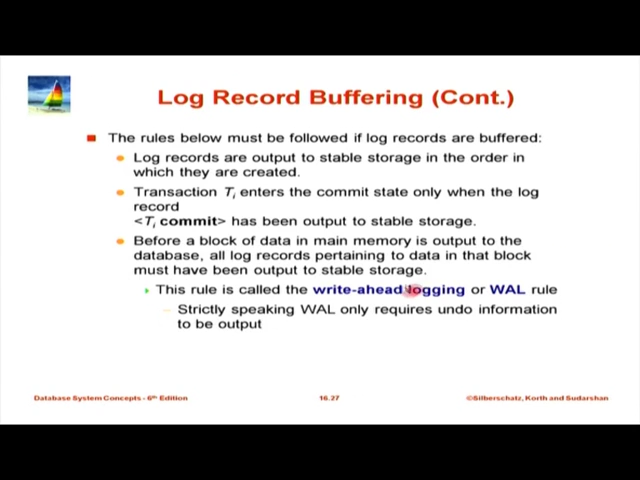 Log Record Buffering (Cont.)
The rules below must be followed if log records are buffered:
Log records are output to stable storage in the order in
which they are created.
Transaction Ti enters the commit state only when the log
record
<Ti commit> has been output to stable storage.
Before a block of data in main memory is output to the
database, all log records pertaining to data in that block
must have been output to stable storage.
This rule is called the write-ahead logging or WAL rule
Strictly speaking WAL only requires undo information
to be output
Database System Concepts - 6th Edition
16.27
©Silberschatz, Korth and Sudarshan